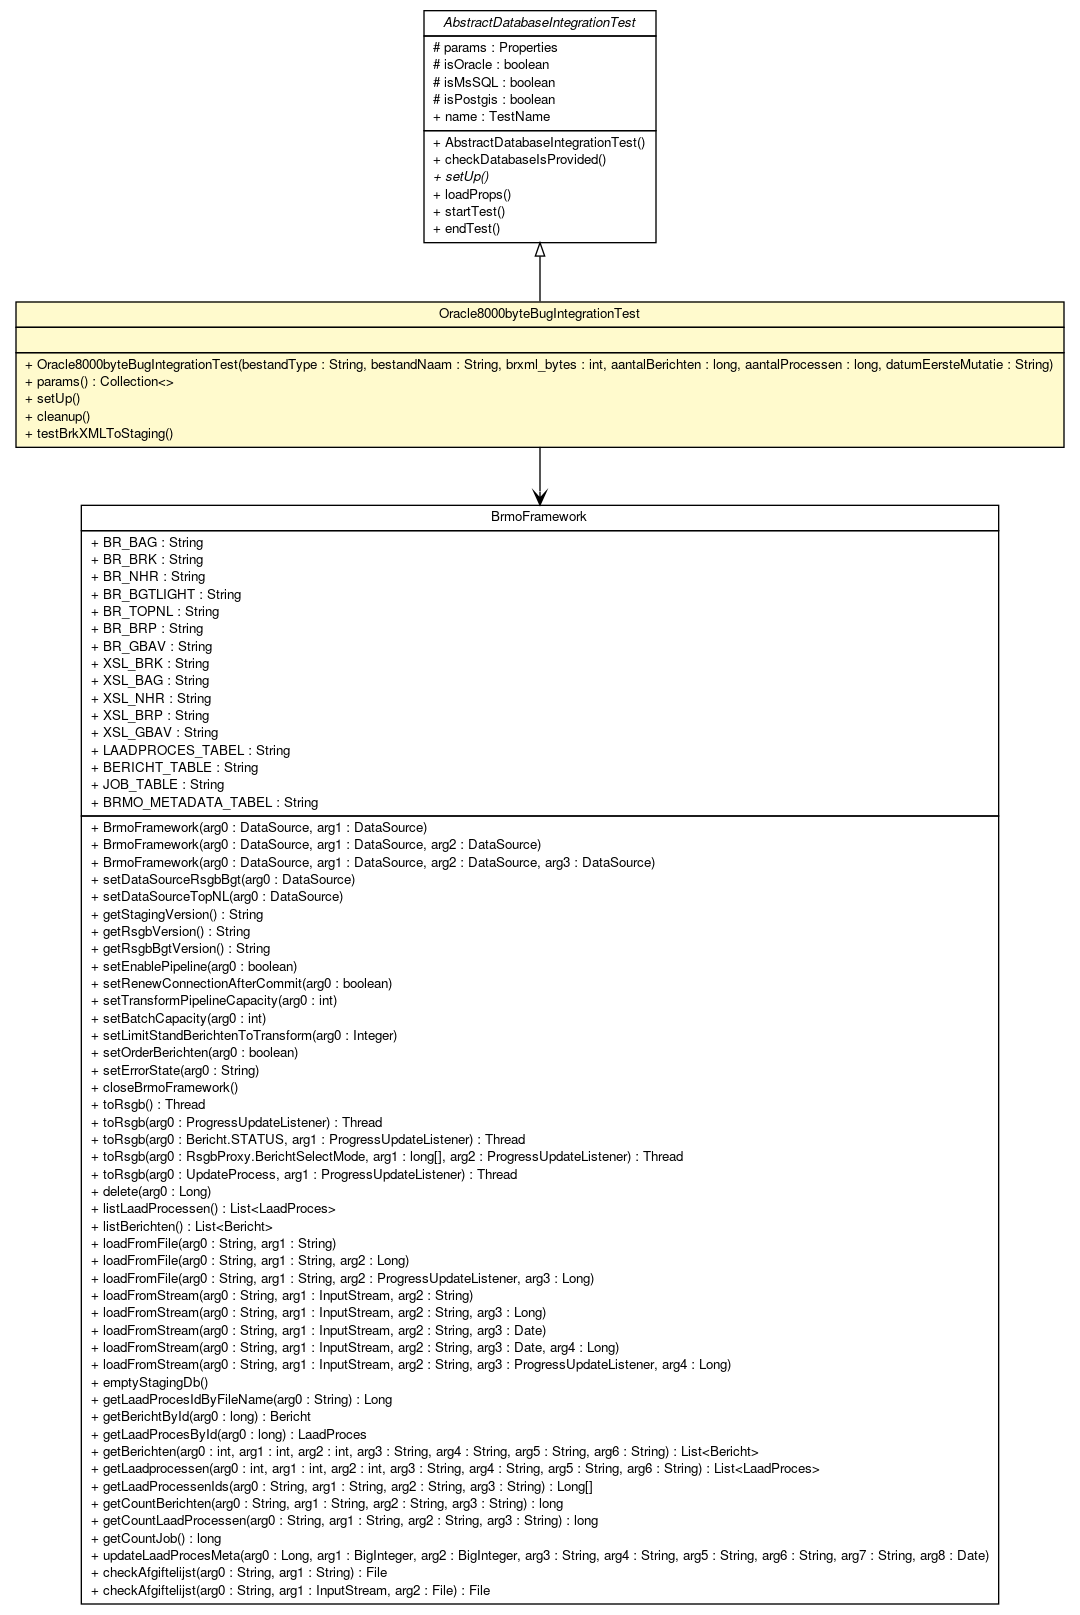 AbstractDatabaseIntegrationTest
# params : Properties
# isOracle : boolean
# isMsSQL : boolean
# isPostgis : boolean
+ name : TestName
+ AbstractDatabaseIntegrationTest()
+ checkDatabaseIsProvided()
+ setUp()
+ loadProps()
+ startTest()
+ endTest()
Oracle8000byteBugIntegrationTest
+ Oracle8000byteBugIntegrationTest(bestandType : String, bestandNaam : String, brxml_bytes : int, aantalBerichten : long, aantalProcessen : long, datumEersteMutatie : String)
+ params() : Collection<>
+ setUp()
+ cleanup()
+ testBrkXMLToStaging()
BrmoFramework
+ BR_BAG : String
+ BR_BRK : String
+ BR_NHR : String
+ BR_BGTLIGHT : String
+ BR_TOPNL : String
+ BR_BRP : String
+ BR_GBAV : String
+ XSL_BRK : String
+ XSL_BAG : String
+ XSL_NHR : String
+ XSL_BRP : String
+ XSL_GBAV : String
+ LAADPROCES_TABEL : String
+ BERICHT_TABLE : String
+ JOB_TABLE : String
+ BRMO_METADATA_TABEL : String
+ BrmoFramework(arg0 : DataSource, arg1 : DataSource)
+ BrmoFramework(arg0 : DataSource, arg1 : DataSource, arg2 : DataSource)
+ BrmoFramework(arg0 : DataSource, arg1 : DataSource, arg2 : DataSource, arg3 : DataSource)
+ setDataSourceRsgbBgt(arg0 : DataSource)
+ setDataSourceTopNL(arg0 : DataSource)
+ getStagingVersion() : String
+ getRsgbVersion() : String
+ getRsgbBgtVersion() : String
+ setEnablePipeline(arg0 : boolean)
+ setRenewConnectionAfterCommit(arg0 : boolean)
+ setTransformPipelineCapacity(arg0 : int)
+ setBatchCapacity(arg0 : int)
+ setLimitStandBerichtenToTransform(arg0 : Integer)
+ setOrderBerichten(arg0 : boolean)
+ setErrorState(arg0 : String)
+ closeBrmoFramework()
+ toRsgb() : Thread
+ toRsgb(arg0 : ProgressUpdateListener) : Thread
+ toRsgb(arg0 : Bericht.STATUS, arg1 : ProgressUpdateListener) : Thread
+ toRsgb(arg0 : RsgbProxy.BerichtSelectMode, arg1 : long[], arg2 : ProgressUpdateListener) : Thread
+ toRsgb(arg0 : UpdateProcess, arg1 : ProgressUpdateListener) : Thread
+ delete(arg0 : Long)
+ listLaadProcessen() : List<LaadProces>
+ listBerichten() : List<Bericht>
+ loadFromFile(arg0 : String, arg1 : String)
+ loadFromFile(arg0 : String, arg1 : String, arg2 : Long)
+ loadFromFile(arg0 : String, arg1 : String, arg2 : ProgressUpdateListener, arg3 : Long)
+ loadFromStream(arg0 : String, arg1 : InputStream, arg2 : String)
+ loadFromStream(arg0 : String, arg1 : InputStream, arg2 : String, arg3 : Long)
+ loadFromStream(arg0 : String, arg1 : InputStream, arg2 : String, arg3 : Date)
+ loadFromStream(arg0 : String, arg1 : InputStream, arg2 : String, arg3 : Date, arg4 : Long)
+ loadFromStream(arg0 : String, arg1 : InputStream, arg2 : String, arg3 : ProgressUpdateListener, arg4 : Long)
+ emptyStagingDb()
+ getLaadProcesIdByFileName(arg0 : String) : Long
+ getBerichtById(arg0 : long) : Bericht
+ getLaadProcesById(arg0 : long) : LaadProces
+ getBerichten(arg0 : int, arg1 : int, arg2 : int, arg3 : String, arg4 : String, arg5 : String, arg6 : String) : List<Bericht>
+ getLaadprocessen(arg0 : int, arg1 : int, arg2 : int, arg3 : String, arg4 : String, arg5 : String, arg6 : String) : List<LaadProces>
+ getLaadProcessenIds(arg0 : String, arg1 : String, arg2 : String, arg3 : String) : Long[]
+ getCountBerichten(arg0 : String, arg1 : String, arg2 : String, arg3 : String) : long
+ getCountLaadProcessen(arg0 : String, arg1 : String, arg2 : String, arg3 : String) : long
+ getCountJob() : long
+ updateLaadProcesMeta(arg0 : Long, arg1 : BigInteger, arg2 : BigInteger, arg3 : String, arg4 : String, arg5 : String, arg6 : String, arg7 : String, arg8 : Date)
+ checkAfgiftelijst(arg0 : String, arg1 : String) : File
+ checkAfgiftelijst(arg0 : String, arg1 : InputStream, arg2 : File) : File